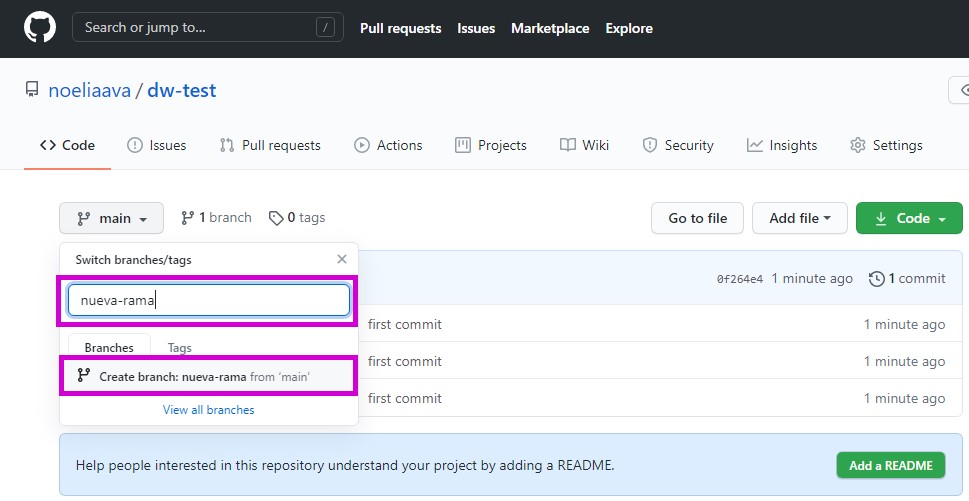 Search or jump to... / Pull requests Issues Marketplace Explore
noeliaava / dw-test
Code Issues Pull requests Actions Projects Wiki Security Insights Settings
main 1 branch 0 tags Go to file Add file Code
Switch branches/tags
0f264e4 1 minute ago 1 commit
nueva-rama
first commit 1 minute ago
Branches Tags
first commit 1 minute ago
Create branch: nueva-rama from 'main'
first commit 1 minute ago
View all branches
Help people interested in this repository understand your project by adding a README. Add a README